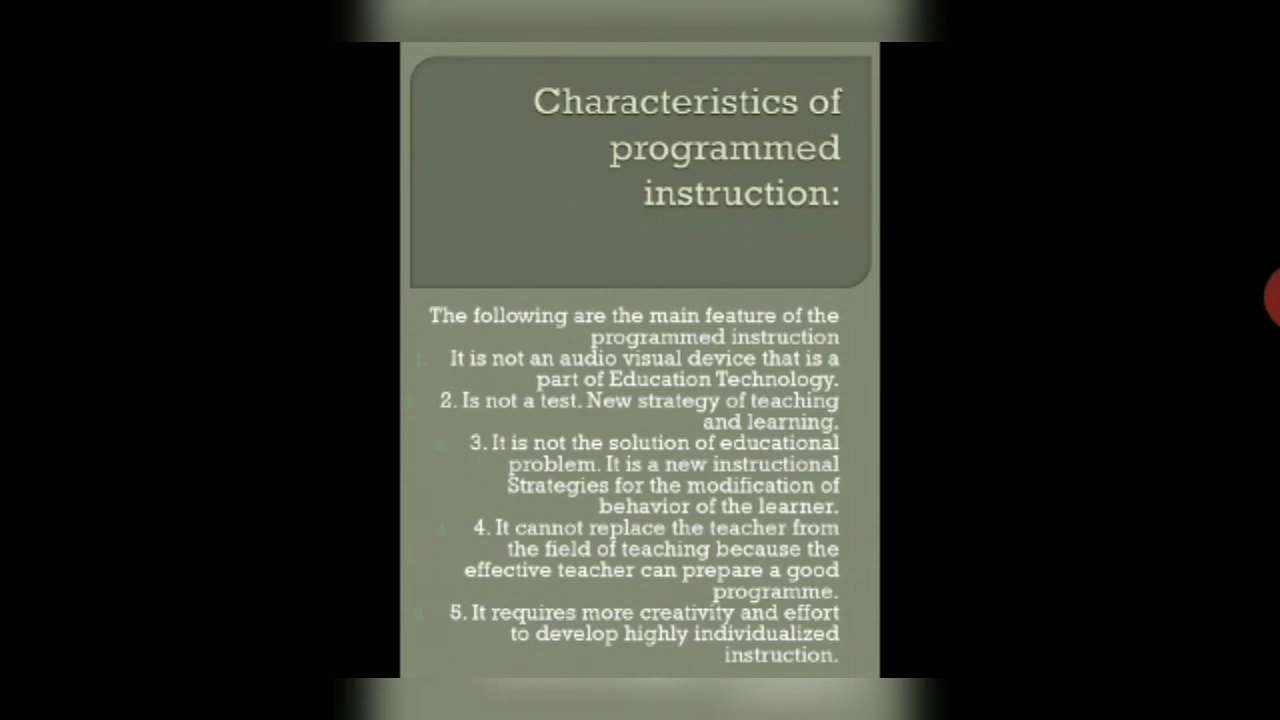 Characteristics of
programmed
instruction:
The following are the main feature of the
programmed instruction
1. It is not an audio visual device that is a
part of Education Technology.
2. Is not a test. New strategy of teaching
and learning.
3. It is not the solution of educational
problem. It is a new instructional
Strategies for the modification of
behavior of the learner.
4. It cannot replace the teacher from
the field of teaching because the
effective teacher can prepare a good
programme.
5. It requires more creativity and effort
to develop highly individualized
instruction.